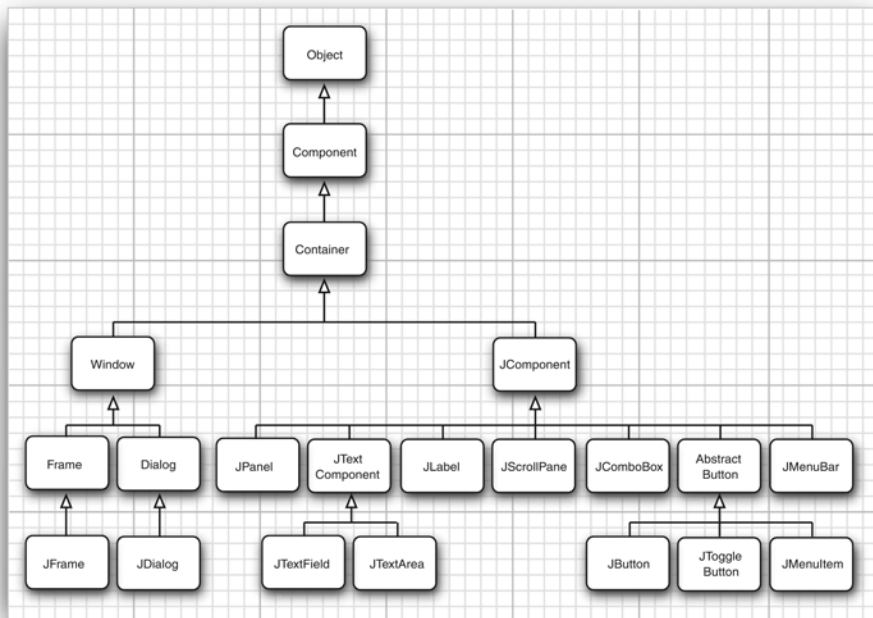 Object
Component
Container
Window
JComponent
Frame
Dialog
JPanel
JText
Component
JLabel
JScrollPane
JComboBox
Abstract
Button
JMenuBar
JFrame
JDialog
JTextField
JTextArea
JButton
JToggle
Button
JMenuItem